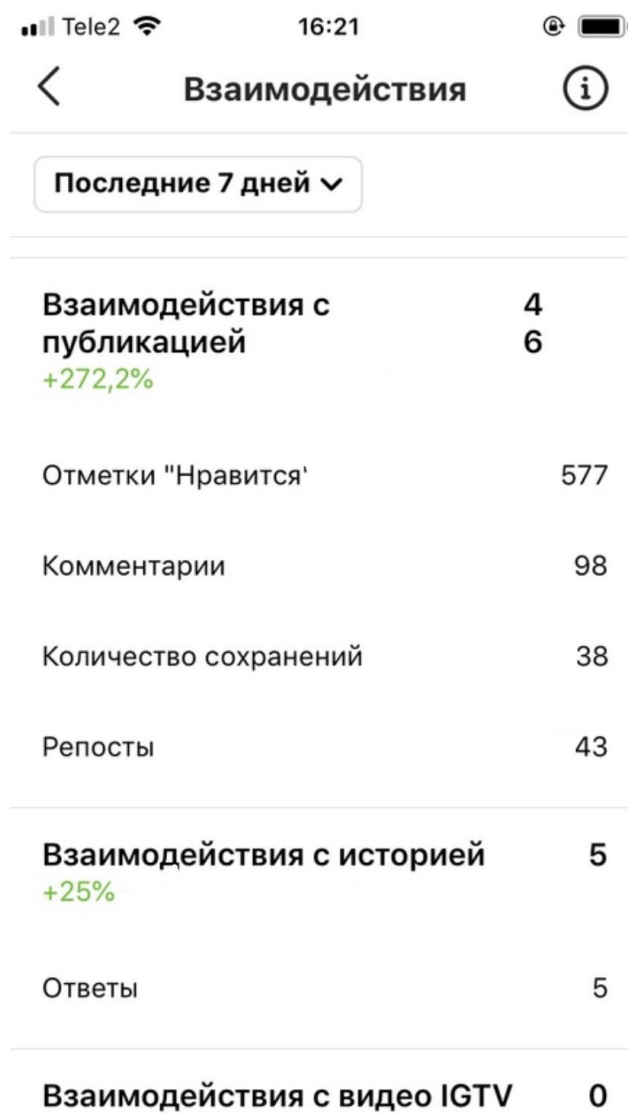 Tele2 16:21
Взаимодействия
Последние 7 дней
Взаимодействия с 4
публикацией 6
+272,2%
Отметки "Нравится' 577
Комментарии 98
Количество сохранений 38
Репосты 43
Взаимодействия с историей 5
+25%
Ответы 5
Взаимодействия с видео IGTV 0